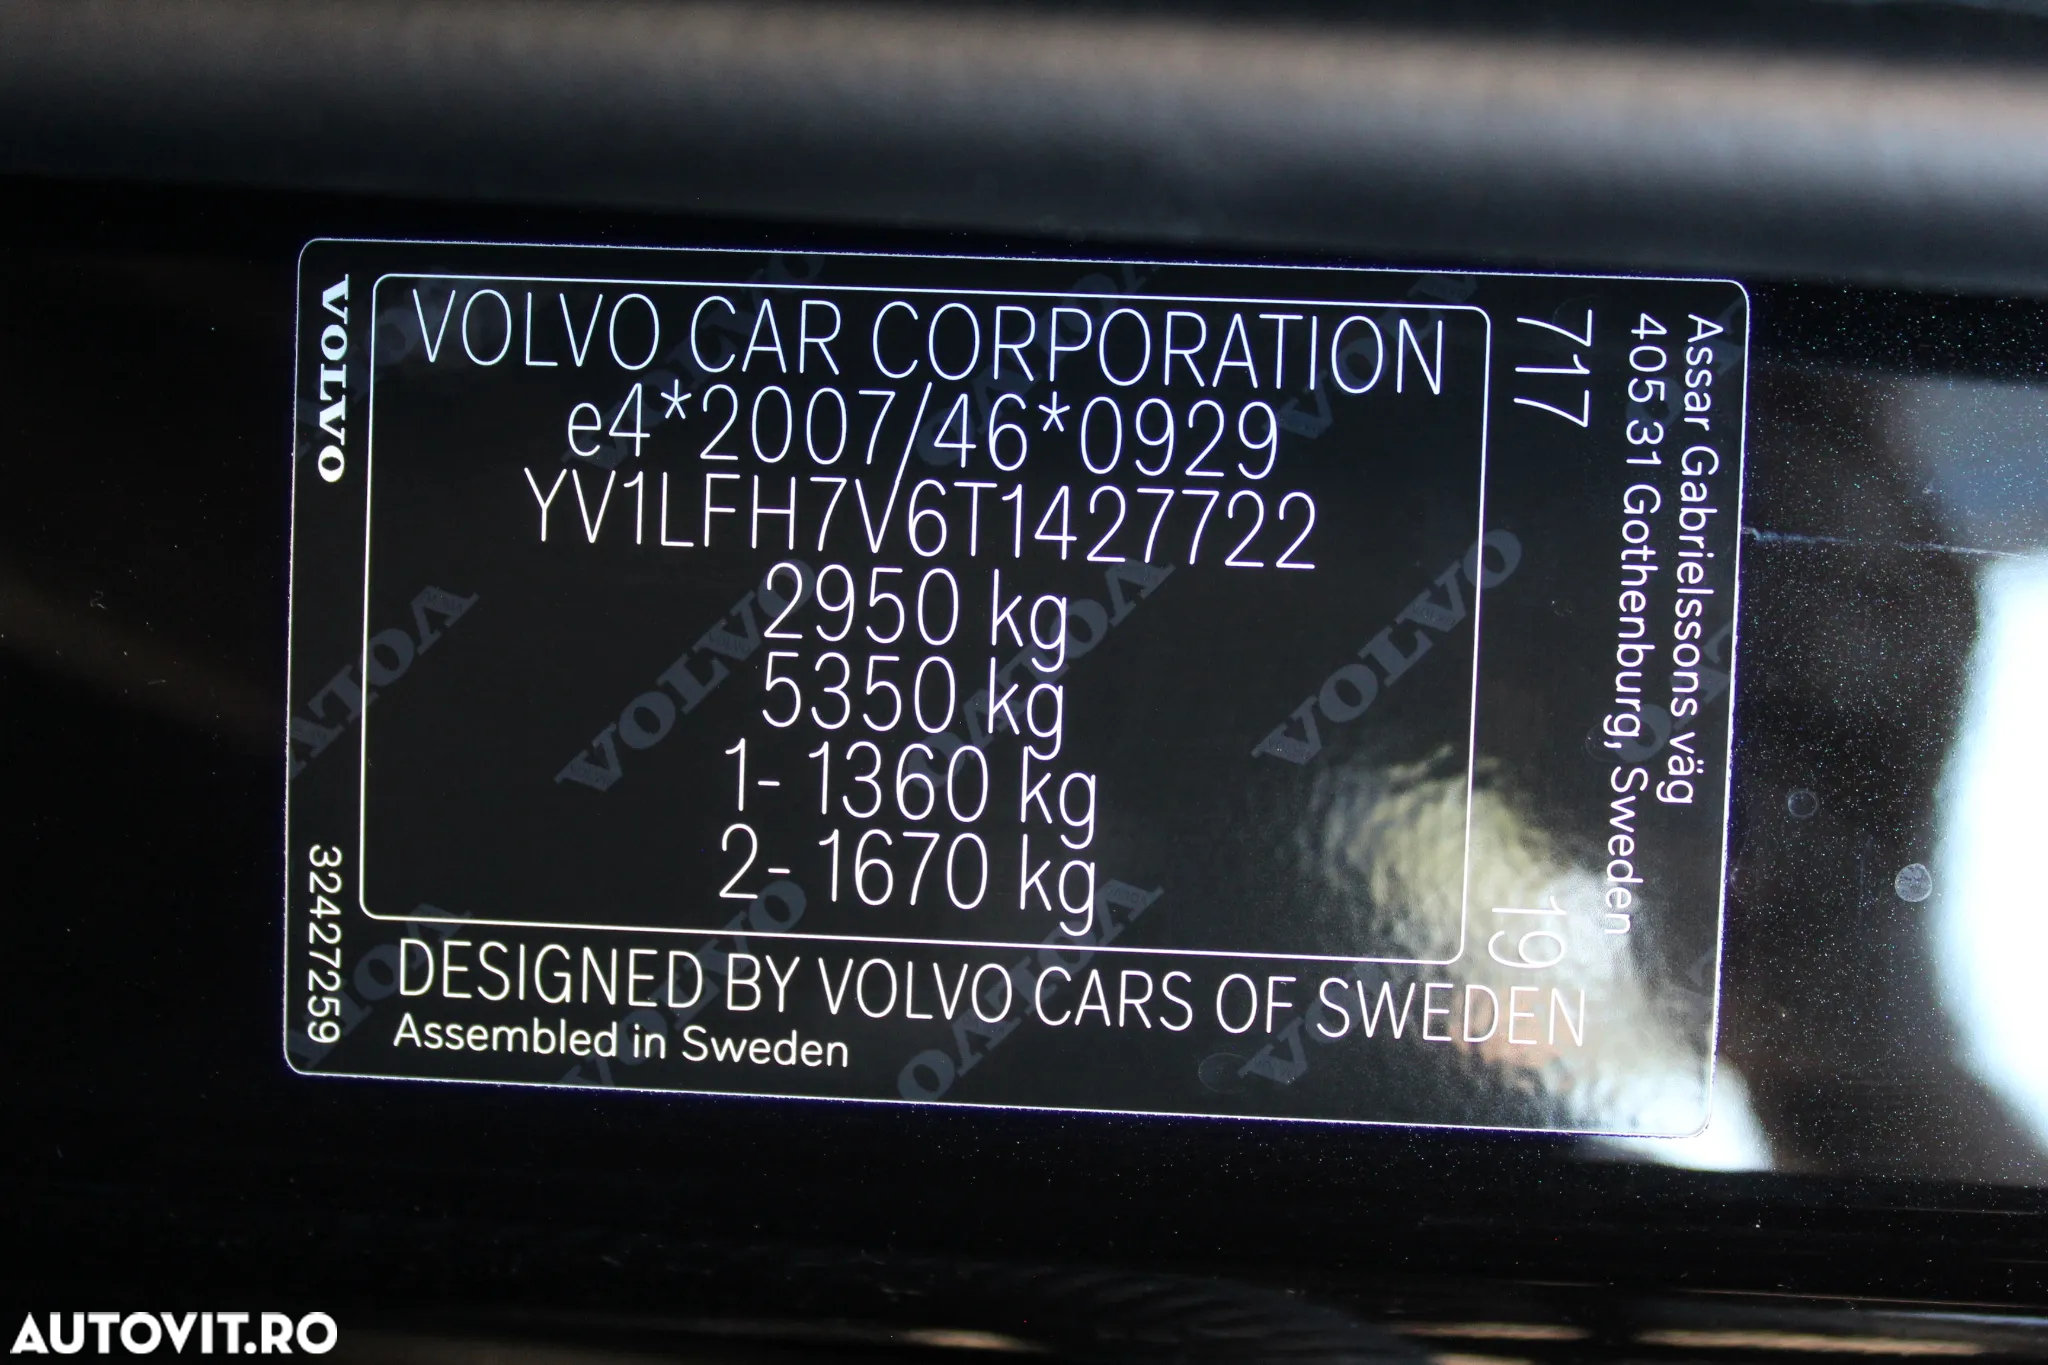 VOLVO
32427259
VOLVO CAR CORPORATION
e4*2007/46*0929
YV1LFH7V6T1427722
2950 kg
5350 kg
1- 1360 kg
2- 1670 kg
DESIGNED BY VOLVO CARS OF SWEDEN
Assembled in Sweden
717
19
Assar Gabrielssons väg
405 31 Gothenburg, Sweden
AUTOVIT.RO